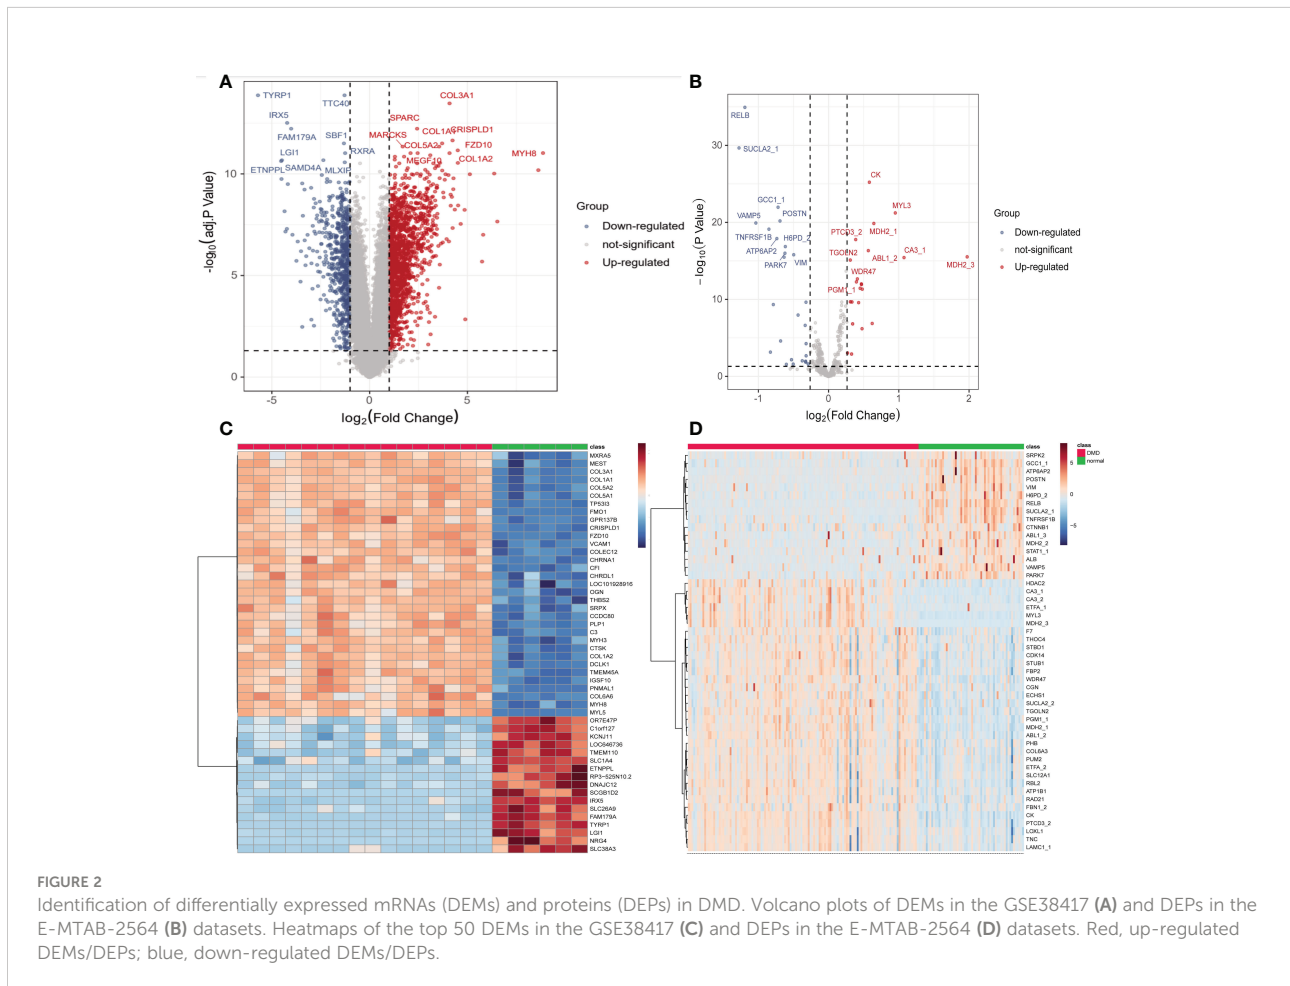 A
TYRP1
TTC40
COL3A1
IRX5
SPARC
FAM179A
SBF1
MARCKS
COL1A1
CRISPLD1
LGI1
RXRA
COL5A2
FZD10
ETNPPL
SAMD4A
MLXIP
MEGF10
COL1A2
MYH8
10
5
0
-5
0
5
-log10(adj.P Value)
log2(Fold Change)
Group
Down-regulated
not-significant
Up-regulated
B
RELB
SUCLA2_1
CK
GCC1_1
MYL3
VAMP5
POSTN
PTCD3_2
MDH2_1
TNFRSF1B
H6PD_2
ATP6AP2
TGOLN2
ABL1_2
CA3_1
PARK7
VIM
WDR47
MDH2_3
PGM1_1
30
20
10
0
-1
0
1
2
−log10(P Value)
log2(Fold Change)
Group
Down-regulated
not-significant
Up-regulated
C
class
MXRA5
MEST
COL3A1
COL1A1
COL5A2
COL5A1
TP53I3
FMO1
GPR137B
CRISPLD1
FZD10
VCAM1
COLEC12
CHRNA1
CFI
CHRDL1
LOC101928916
OGN
THBS2
SRPX
CCDC80
PLP1
C3
MYH3
CTSK
COL1A2
DCLK1
TMEM45A
IGSF10
PNMAL1
COL6A6
MYH8
MYL5
OR7E47P
C1orf127
KCNJ11
LOC646736
TMEM110
SLC1A4
ETNPPL
RP3−525N10.2
DNAJC12
SCGB1D2
IRX5
SLC26A9
FAM179A
TYRP1
LGI1
NRG4
SLC38A3
D
class
SRPK2
GCC1_1
ATP6AP2
POSTN
VIM
H6PD_2
RELB
SUCLA2_1
TNFRSF1B
CTNNB1
ABL1_3
MDH2_2
STAT1_1
ALB
VAMP5
PARK7
HDAC2
CA3_1
CA3_2
ETFA_1
MYL3
MDH2_3
F7
THOC4
STBD1
CDK14
STUB1
FBP2
WDR47
CGN
ECHS1
SUCLA2_2
TGOLN2
PGM1_1
MDH2_1
ABL1_2
PHB
COL6A3
PUM2
ETFA_2
SLC12A1
RBL2
ATP1B1
RAD21
FBN1_2
CK
PTCD3_2
LOXL1
TNC
LAMC1_1
5
0
−5
class
DMD
normal
FIGURE 2
Identification of differentially expressed mRNAs (DEMs) and proteins (DEPs) in DMD. Volcano plots of DEMs in the GSE38417 (A) and DEPs in the
E-MTAB-2564 (B) datasets. Heatmaps of the top 50 DEMs in the GSE38417 (C) and DEPs in the E-MTAB-2564 (D) datasets. Red, up-regulated
DEMs/DEPs; blue, down-regulated DEMs/DEPs.